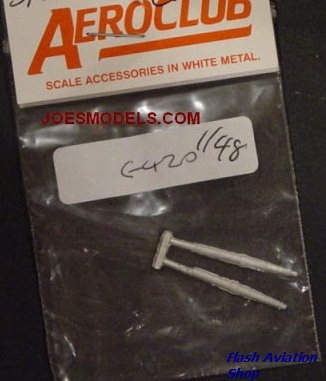 AEROCLUB
SCALE ACCESSORIES IN WHITE METAL.
JOESMODELS.COM
G420 1/48
Flash Aviation
Shop